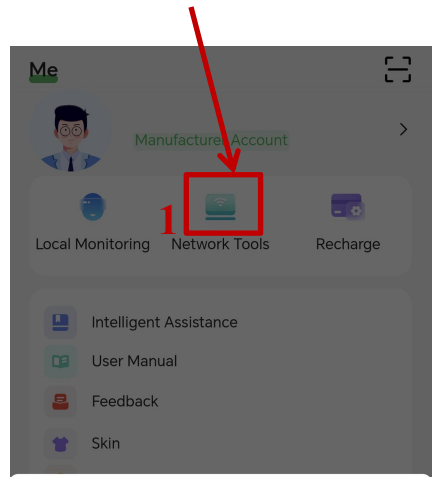 Me
Manufacturer Account
1
Local Monitoring Network Tools Recharge
Intelligent Assistance
User Manual
Feedback
Skin